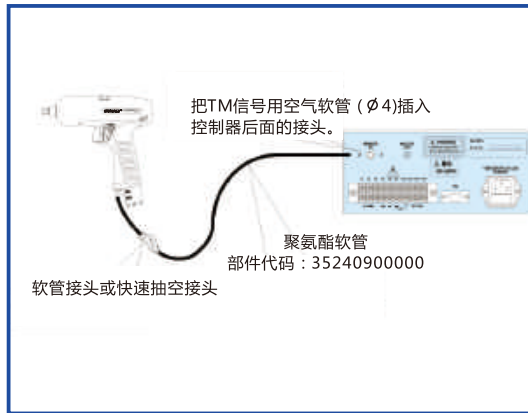 把TM信号用空气软管 (Ø4)插入
控制器后面的接头。
聚氨酯软管
部件代码：35240900000
软管接头或快速抽空接头